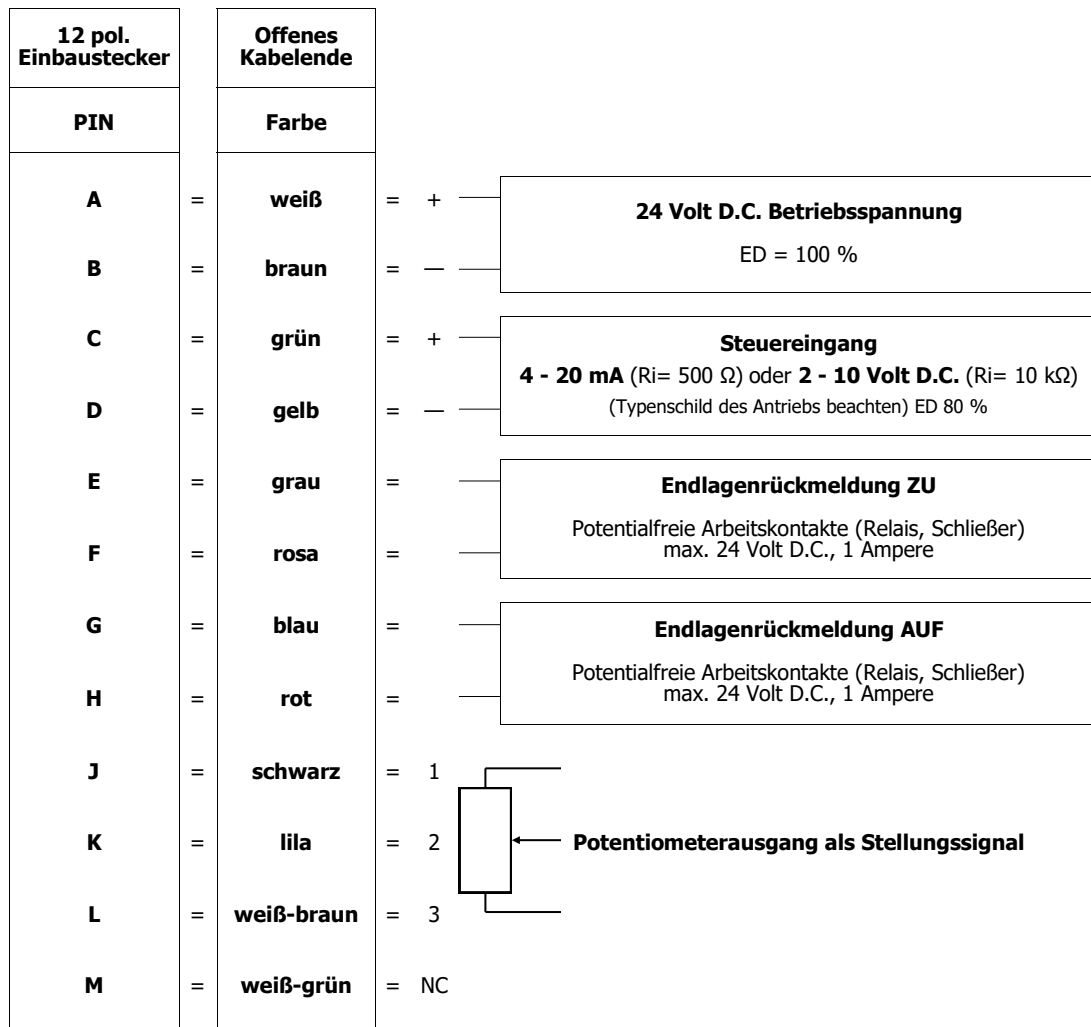 12 pol. Einbaustecker Offenes Kabelende
PIN Farbe
A = weiß = + 24 Volt D.C. Betriebsspannung
ED = 100 %
B = braun = —
C = grün = + Steuereingang
4 - 20 mA (Ri= 500 Ω) oder 2 - 10 Volt D.C. (Ri= 10 kΩ)
D = gelb = — (Typenschild des Antriebs beachten) ED 80 %
E = grau = Endlagenrückmeldung ZU
Potentialfreie Arbeitskontakte (Relais, Schließer)
F = rosa = max. 24 Volt D.C., 1 Ampere
G = blau = Endlagenrückmeldung AUF
Potentialfreie Arbeitskontakte (Relais, Schließer)
H = rot = max. 24 Volt D.C., 1 Ampere
J = schwarz = 1
K = lila = 2 Potentiometerausgang als Stellungssignal
L = weiß-braun = 3
M = weiß-grün = NC